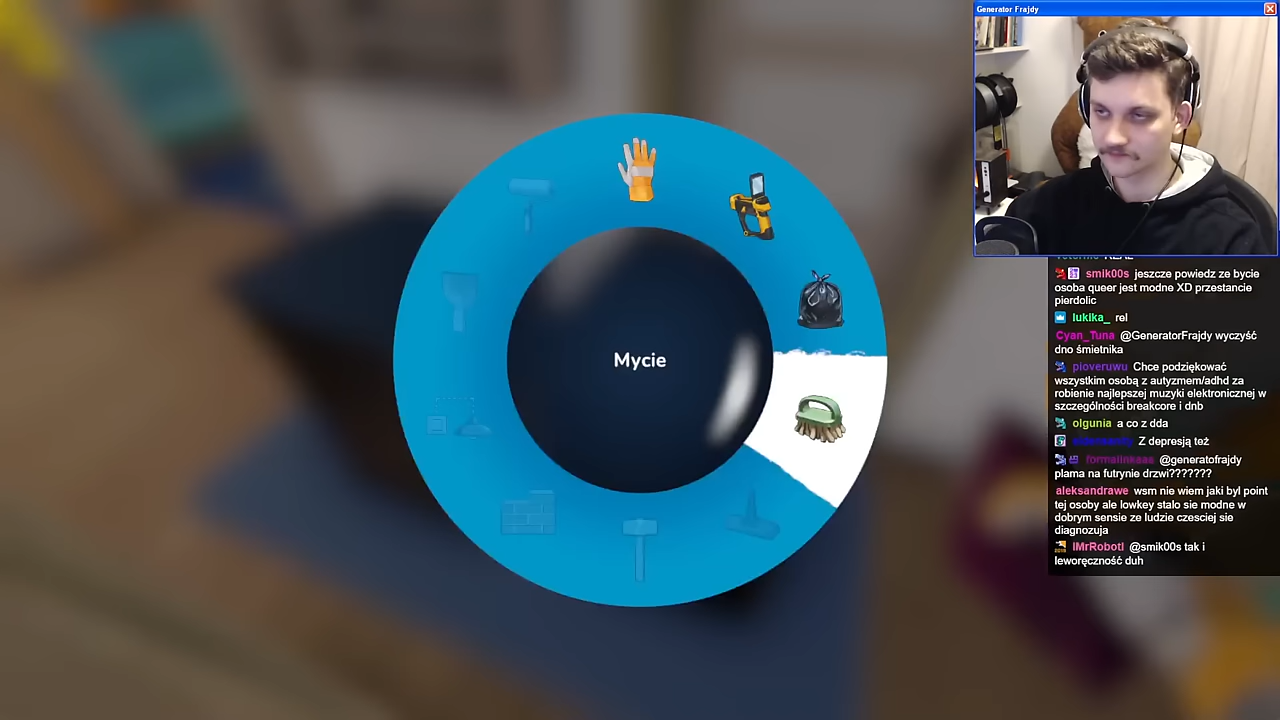 Generator Frajdy
Mycie
smik00s jeszcze powiedz ze bycie
osoba queer jest modne XD przestancie
pierdolic
lukika_ rel
Cyan_Tuna @GeneratorFrajdy wyczyść
dno śmietnika
pioveruwu Chce podziękować
wszystkim osobą z autyzmem/adhd za
robienie najlepszej muzyki elektronicznej w
szczególności breakcore i dnb
olgunia a co z dda
Z depresją też
formalinkaas @generatofrajdy
plama na futrynie drzwi???????
aleksandrawe wsm nie wiem jaki byl point
tej osoby ale lowkey stalo sie modne w
dobrym sensie ze ludzie czesciej sie
diagnozuja
IMrRobotI @smik00s tak i
leworęczność duh